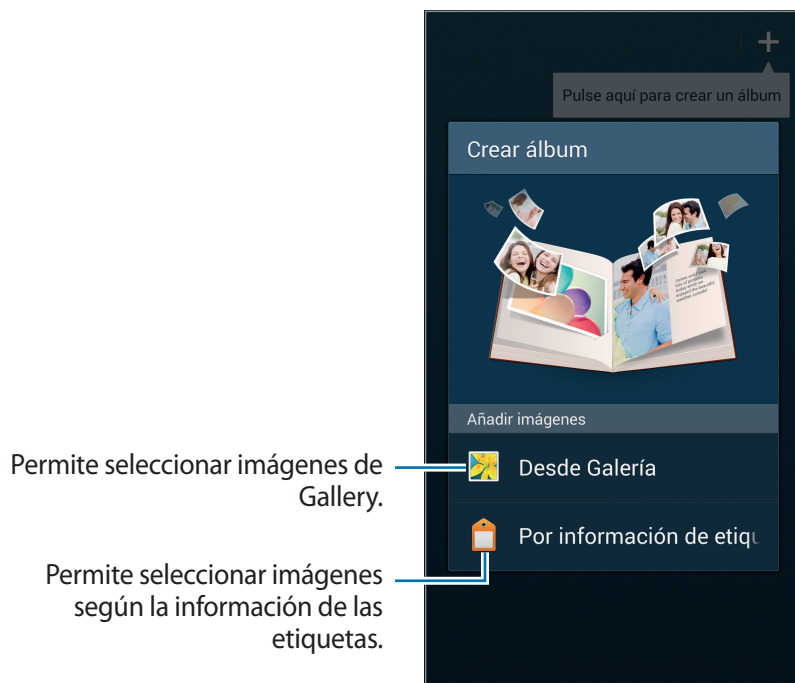 +
Pulse aquí para crear un álbum
Crear álbum
Añadir imágenes
Permite seleccionar imágenes de
Gallery.
Desde Galería
Permite seleccionar imágenes
según la información de las
etiquetas.
Por información de etiqu